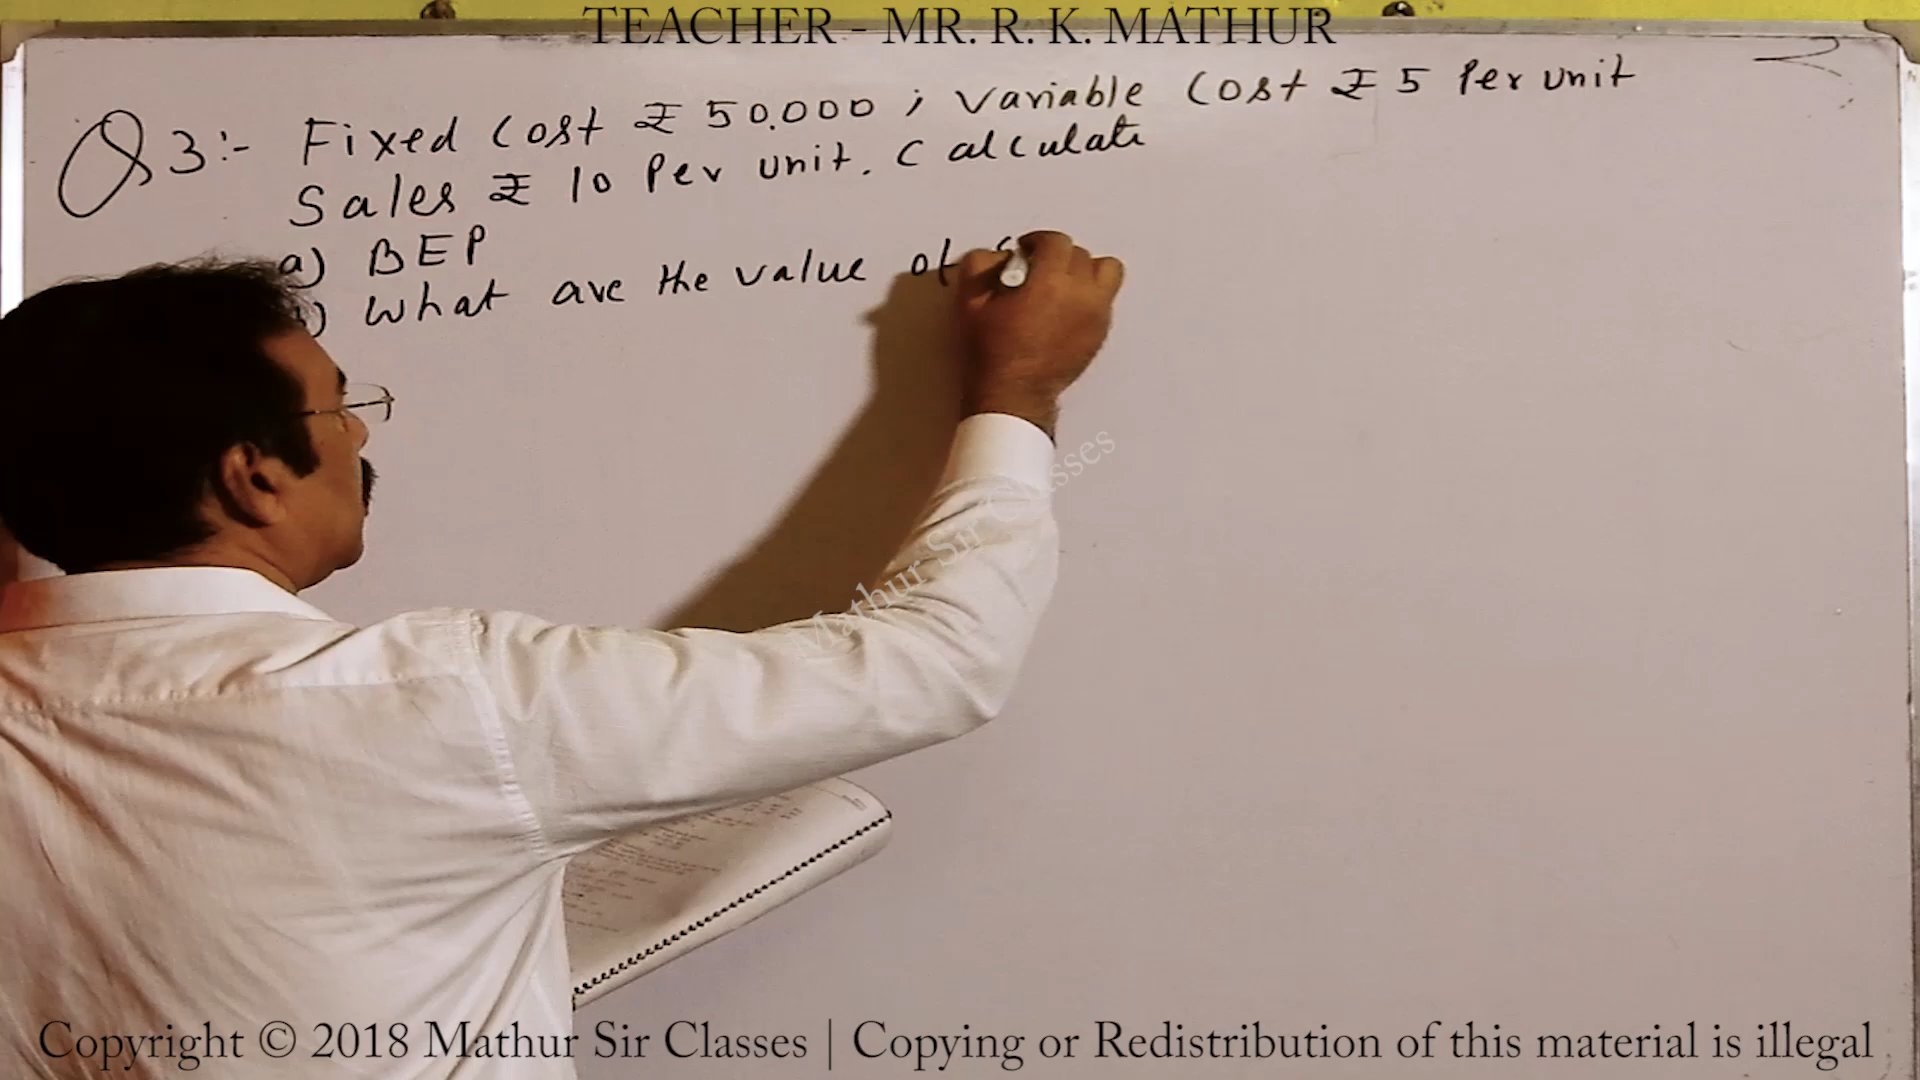 TEACHER - MR. R. K. MATHUR
Q3:- Fixed Cost ₹ 50.000 ; Variable Cost ₹ 5 Per unit
Sales ₹ 10 Per unit. Calculate
a) BEP
b) What are the value of
Mathur Sir Classes
Copyright © 2018 Mathur Sir Classes | Copying or Redistribution of this material is illegal